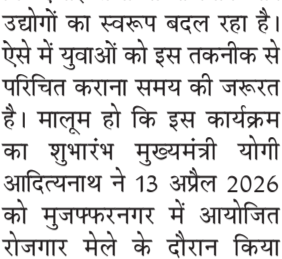 उद्योगों का स्वरूप बदल रहा है।
ऐसे में युवाओं को इस तकनीक से
परिचित कराना समय की जरूरत
है। मालूम हो कि इस कार्यक्रम
का शुभारंभ मुख्यमंत्री योगी
आदित्यनाथ ने 13 अप्रैल 2026
को मुजफ्फरनगर में आयोजित
रोजगार मेले के दौरान किया